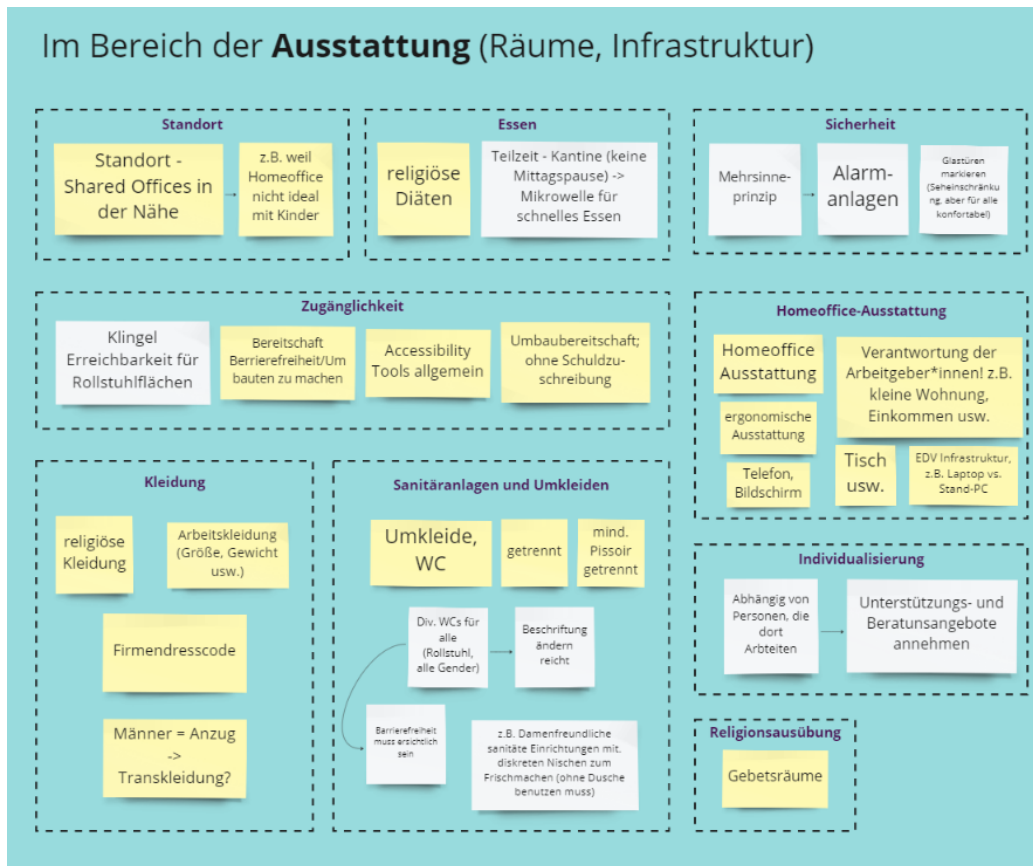 Im Bereich der Ausstattung (Räume, Infrastruktur)
Standort
Standort -
Shared Offices in
der Nähe
z.B. weil
Homeoffice
nicht ideal
mit Kinder
Essen
religiöse
Diäten
Teilzeit - Kantine (keine
Mittagspause) ->
Mikrowelle für
schnelles Essen
Sicherheit
Mehrsinne-
prinzip
Alarm-
anlagen
Glastüren
markieren
(Seheinschränku
ng, aber für alle
konfortabel)
Zugänglichkeit
Klingel
Erreichbarkeit für
Rollstuhlflächen
Bereitschaft
Berrierefreiheit/Um
bauten zu machen
Accessibility
Tools allgemein
Umbaubereitschaft;
ohne Schuldzu-
schreibung
Homeoffice-Ausstattung
Homeoffice
Ausstattung
Verantwortung der
Arbeitgeber*innen! z.B.
kleine Wohnung,
Einkommen usw.
ergonomische
Ausstattung
Telefon,
Bildschirm
Tisch
usw.
EDV Infrastruktur,
z.B. Laptop vs.
Stand-PC
Kleidung
religiöse
Kleidung
Arbeitskleidung
(Größe, Gewicht
usw.)
Firmendresscode
Männer = Anzug
->
Transkleidung?
Sanitäranlagen und Umkleiden
Umkleide,
WC
getrennt
mind.
Pissoir
getrennt
Div. WCs für
alle
(Rollstuhl,
alle Gender)
Beschriftung
ändern
reicht
Barrierefreiheit
muss ersichtlich
sein
z.B. Damenfreundliche
sanitäte Einrichtungen mit.
diskreten Nischen zum
Frischmachen (ohne Dusche
benutzen muss)
Individualisierung
Abhängig von
Personen, die
dort
Arbteiten
Unterstützungs- und
Beratunsangebote
annehmen
Religionsausübung
Gebetsräume